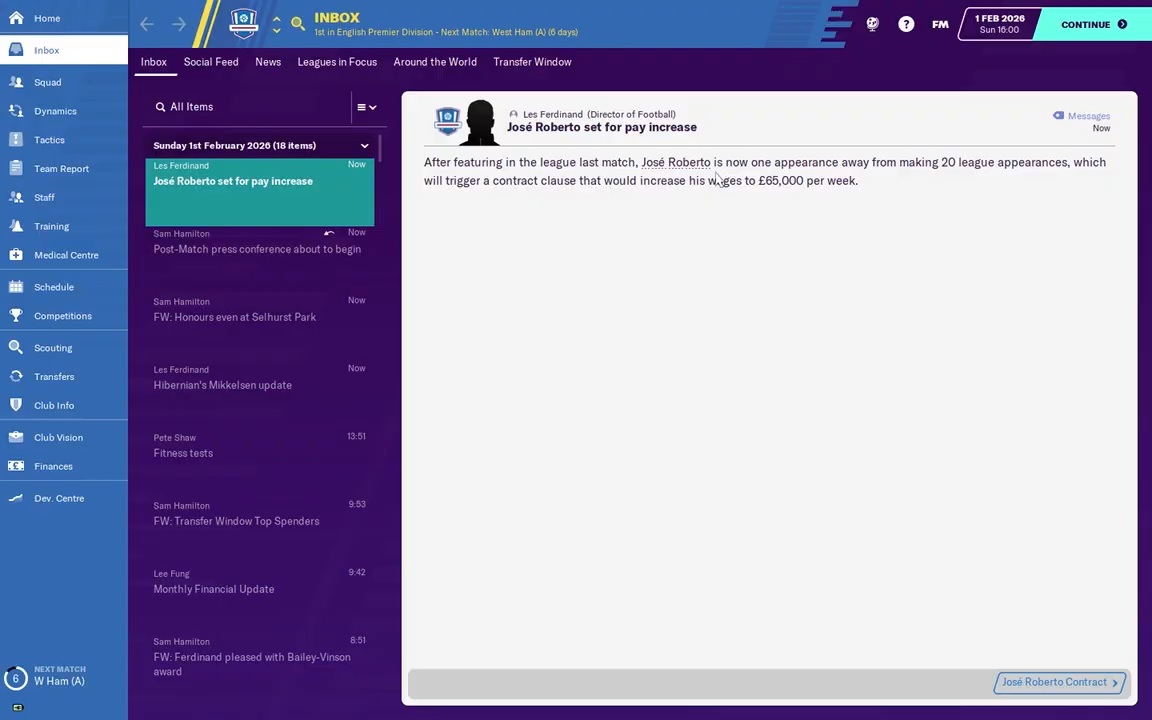 Home
Inbox
Squad
Dynamics
Tactics
Team Report
Staff
Training
Medical Centre
Schedule
Competitions
Scouting
Transfers
Club Info
Club Vision
Finances
Dev. Centre
6
NEXT MATCH
W Ham (A)
INBOX
1st in English Premier Division - Next Match: West Ham (A) (6 days)
FM
1 FEB 2026
Sun 16:00
CONTINUE
Inbox Social Feed News Leagues in Focus Around the World Transfer Window
All Items
Sunday 1st February 2026 (18 items)
Les Ferdinand Now
José Roberto set for pay increase
Sam Hamilton Now
Post-Match press conference about to begin
Sam Hamilton Now
FW: Honours even at Selhurst Park
Les Ferdinand Now
Hibernian's Mikkelsen update
Pete Shaw 13:51
Fitness tests
Sam Hamilton 9:53
FW: Transfer Window Top Spenders
Lee Fung 9:42
Monthly Financial Update
Sam Hamilton 8:51
FW: Ferdinand pleased with Bailey-Vinson
award
Les Ferdinand (Director of Football)
José Roberto set for pay increase
Messages
Now
After featuring in the league last match, José Roberto is now one appearance away from making 20 league appearances, which
will trigger a contract clause that would increase his wages to £65,000 per week.
José Roberto Contract